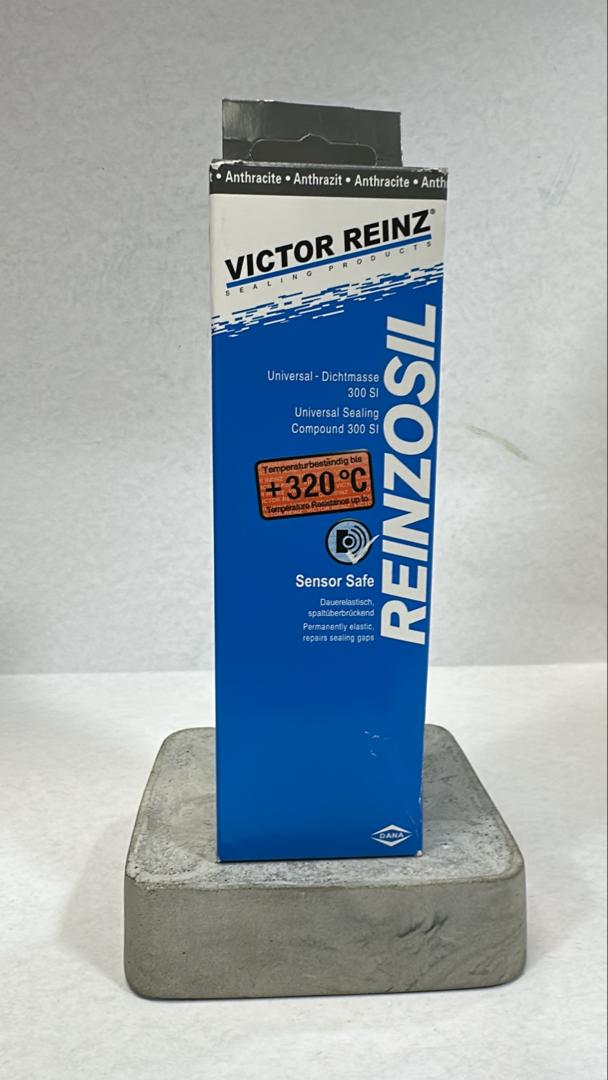 t • Anthracite • Anthrazit • Anthracite • Anth
VICTOR REINZ®
SEALING PRODUCTS
REINZOSIL
Universal - Dichtmasse
300 SI
Universal Sealing
Compound 300 SI
Temperaturbeständig bis
+320°C
Temperature Resistance up to
Sensor Safe
Dauerelastisch,
spaltüberbrückend
Permanently elastic,
repairs sealing gaps
DANA